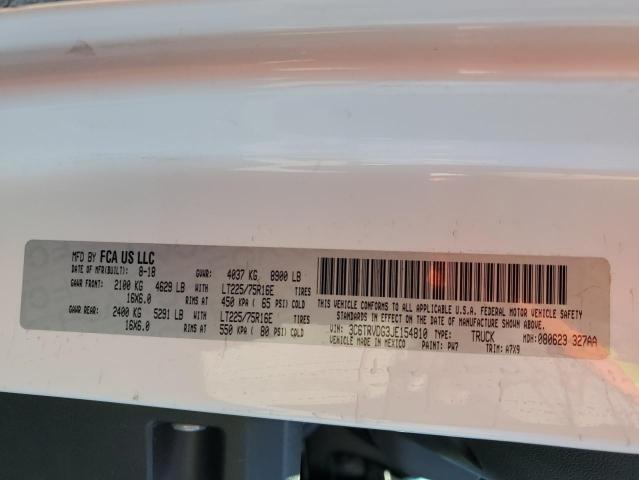 MFD BY FCA US LLC
DATE OF MFR(BUILT): 8-18 GVWR: 4037 KG, 8900 LB
GAWR FRONT: 2100 KG 4629 LB WITH LT225/75R16E TIRES
16X6.0 RIMS AT 450 KPA ( 65 PSI) COLD
GAWR REAR: 2400 KG 5291 LB WITH LT225/75R16E TIRES
16X6.0 RIMS AT 550 KPA ( 80 PSI) COLD
THIS VEHICLE CONFORMS TO ALL APPLICABLE U.S.A. FEDERAL MOTOR VEHICLE SAFETY
STANDARDS IN EFFECT ON THE DATE OF MANUFACTURE SHOWN ABOVE.
VIN: 3C6TRVDG3JE154810 TYPE: TRUCK MDH: 080623 327AA
VEHICLE MADE IN MEXICO PAINT: PW7 TRIM: A7X9